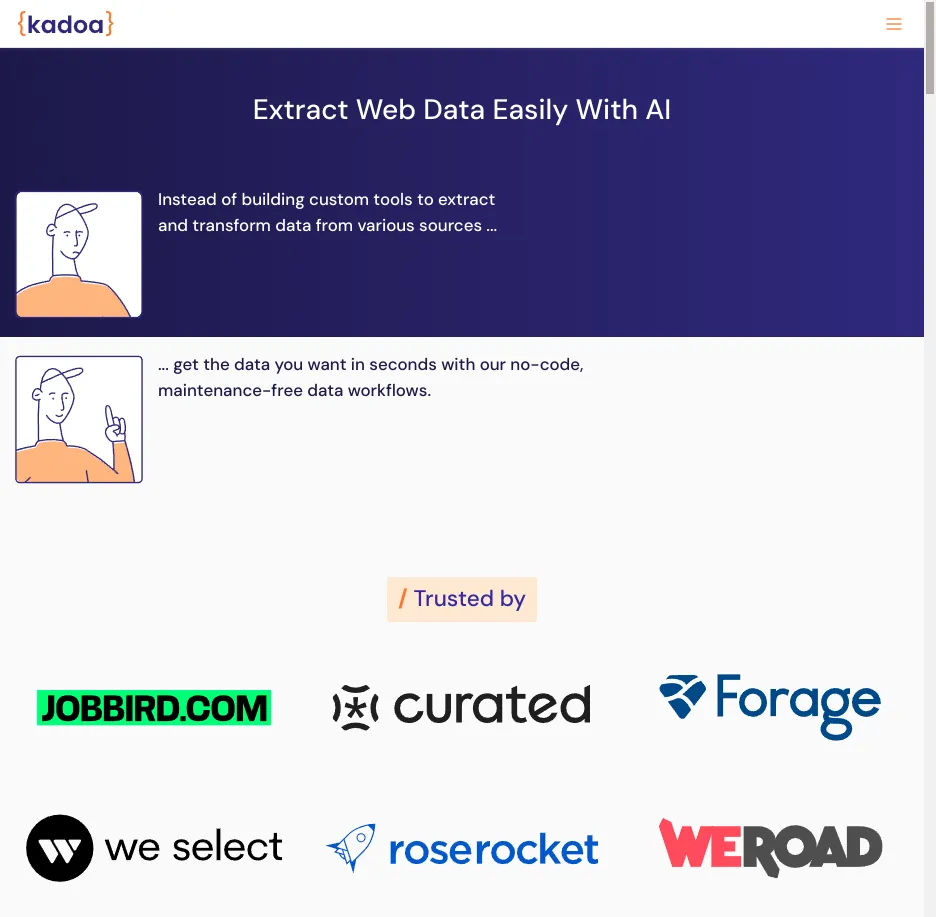 {kadoa}
Extract Web Data Easily With AI
Instead of building custom tools to extract
and transform data from various sources ...
... get the data you want in seconds with our no-code,
maintenance-free data workflows.
/ Trusted by
JOBBIRD.COM
curated
Forage
we select
rose rocket
WEROAD